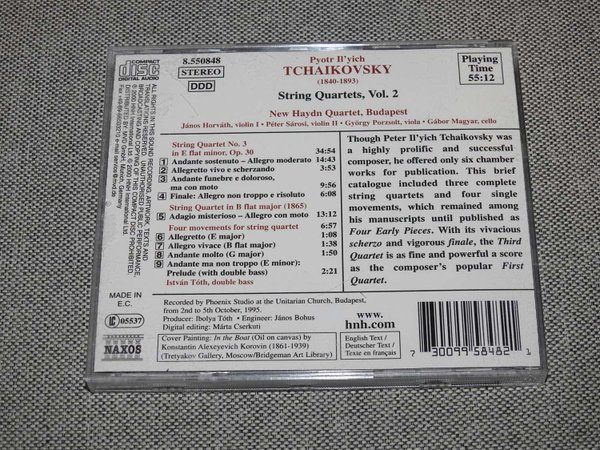 COMPACT
disc
DIGITAL AUDIO
8.550848
STEREO
DDD
Pyotr Il'yich
TCHAIKOVSKY
(1840-1893)
String Quartets, Vol. 2
Playing
Time
55:12
New Haydn Quartet, Budapest
János Horváth, violin I • Péter Sárosi, violin II • György Porzsolt, viola • Gábor Magyar, cello
String Quartet No. 3
in E flat minor, Op. 30 34:54
1 Andante sostenuto – Allegro moderato 14:43
2 Allegretto vivo e scherzando 3:53
3 Andante funebre e doloroso,
ma con moto 9:56
4 Finale: Allegro non troppo e risoluto 6:08
String Quartet in B flat major (1865)
5 Adagio misterioso – Allegro con moto 13:12
Four movements for string quartet 6:57
6 Allegretto (E major) 1:08
7 Allegro vivace (B flat major) 1:38
8 Andante molto (G major) 1:50
9 Andante ma non troppo (E minor):
Prelude (with double bass) 2:21
István Tóth, double bass
Though Peter Il'yich Tchaikovsky was
a highly prolific and successful
composer, he offered only six chamber
works for publication. This brief
catalogue included three complete
string quartets and four single
movements, which remained among
his manuscripts until published as
Four Early Pieces. With its vivacious
scherzo and vigorous finale, the Third
Quartet is as fine and powerful a score
as the composer's popular First
Quartet.
MADE IN
E.C.
LC 05537
NAXOS
Recorded by Phoenix Studio at the Unitarian Church, Budapest,
from 2nd to 5th October, 1995.
Producer: Ibolya Tóth • Engineer: János Bohus
Digital editing: Márta Cserkuti
Cover Painting: In the Boat (Oil on canvas) by
Konstantin Alexeyevich Korovin (1861-1939)
(Tretyakov Gallery, Moscow/Bridgeman Art Library)
www.
hnh.com
English Text /
Deutscher Text /
Texte en français
7 30099 58482 1